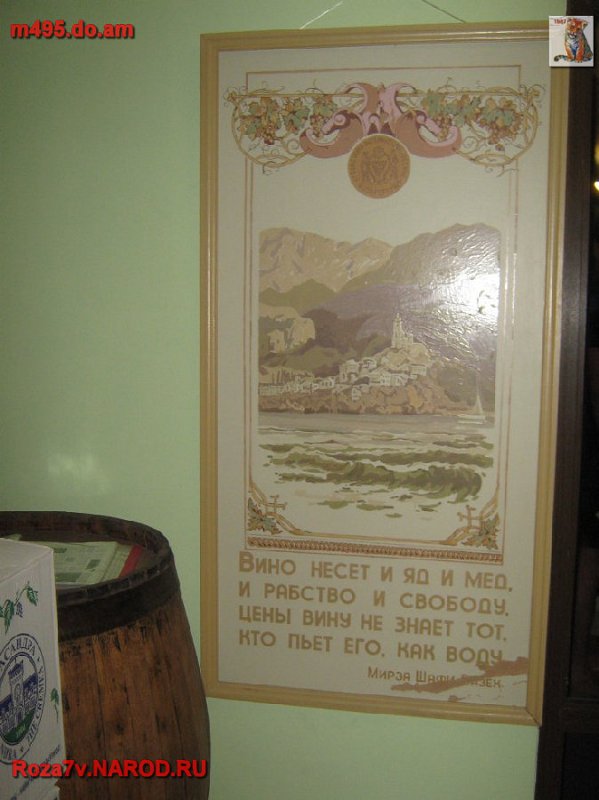 m495.do.am
1987
ВИНО НЕСЕТ И ЯД И МЕД,
И РАБСТВО И СВОБОДУ.
ЦЕНЫ ВИНУ НЕ ЗНАЕТ ТОТ,
КТО ПЬЕТ ЕГО, КАК ВОДУ.
МИРЗА ШАФИ
Roza7v.NAROD.RU